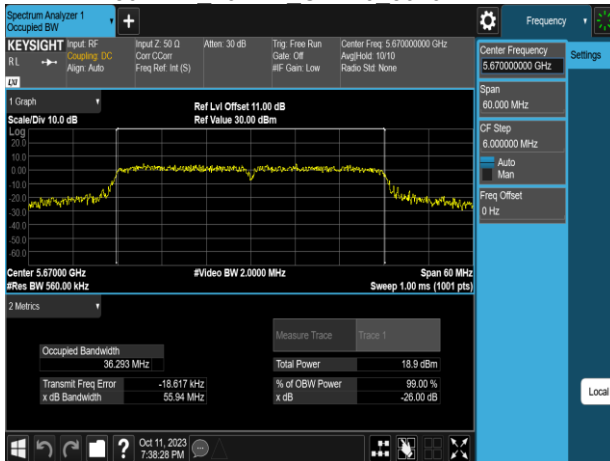 Spectrum Analyzer 1
Occupied BW
+
Frequency
KEYSIGHT
RL
Input: RF
Coupling: DC
Align: Auto
Input Z: 50 Ω
Corr CCorr
Freq Ref: Int (S)
Atten: 30 dB
Trig: Free Run
Gate: Off
#IF Gain: Low
Center Freq: 5.670000000 GHz
Avg|Hold: 10/10
Radio Std: None
LXI
Center Frequency
5.670000000 GHz
Settings
Span
60.000 MHz
CF Step
6.000000 MHz
Auto
Man
Freq Offset
0 Hz
Local
1 Graph
Scale/Div 10.0 dB
Ref Lvl Offset 11.00 dB
Ref Value 30.00 dBm
Log
20.0
10.0
0.00
-10.0
-20.0
-30.0
-40.0
-50.0
-60.0
Center 5.67000 GHz
#Video BW 2.0000 MHz
Span 60 MHz
#Res BW 560.00 kHz
Sweep 1.00 ms (1001 pts)
2 Metrics
Measure Trace
Trace 1
Occupied Bandwidth
36.293 MHz
Total Power
18.9 dBm
Transmit Freq Error
-18.617 kHz
% of OBW Power
99.00 %
x dB Bandwidth
55.94 MHz
x dB
-26.00 dB
?
Oct 11, 2023
7:38:28 PM